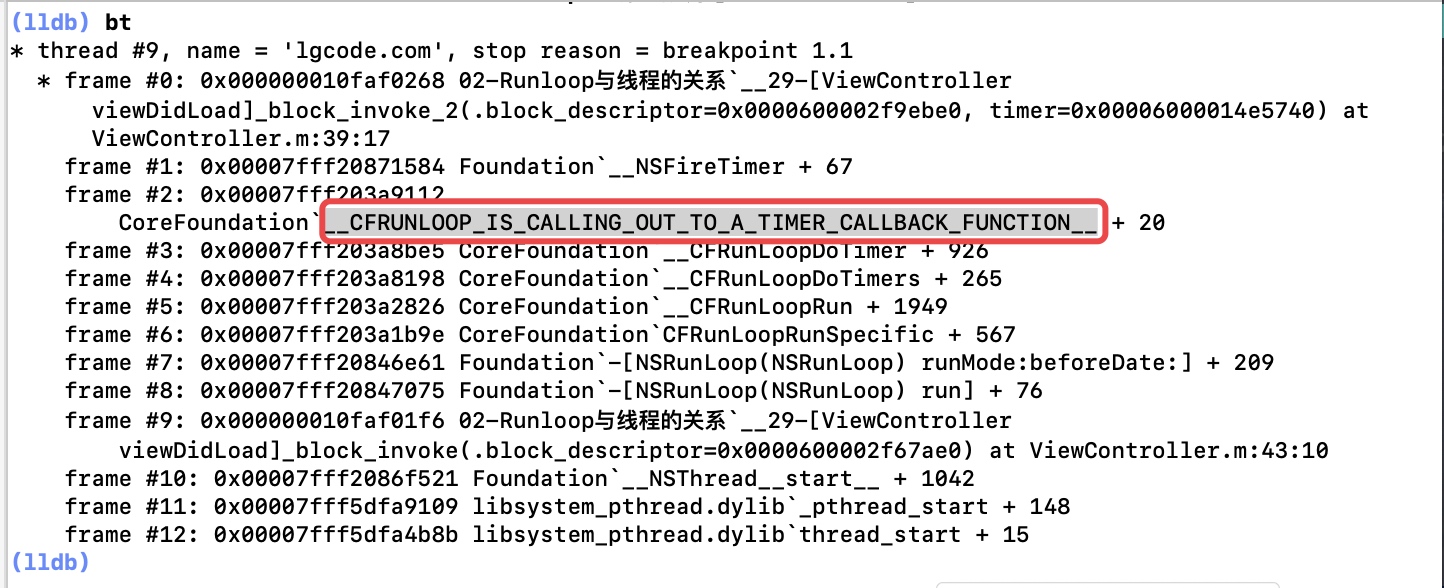 (lldb) bt
* thread #9, name = 'lgcode.com', stop reason = breakpoint 1.1
* frame #0: 0x000000010faf0268 02-Runloop与线程的关系`__29-[ViewController
viewDidLoad]_block_invoke_2(.block_descriptor=0x0000600002f9ebe0, timer=0x00006000014e5740) at
ViewController.m:39:17
frame #1: 0x00007fff20871584 Foundation`__NSFireTimer + 67
frame #2: 0x00007fff203a9112
CoreFoundation`__CFRUNLOOP_IS_CALLING_OUT_TO_A_TIMER_CALLBACK_FUNCTION__ + 20
frame #3: 0x00007fff203a8be5 CoreFoundation`__CFRunLoopDoTimer + 926
frame #4: 0x00007fff203a8198 CoreFoundation`__CFRunLoopDoTimers + 265
frame #5: 0x00007fff203a2826 CoreFoundation`__CFRunLoopRun + 1949
frame #6: 0x00007fff203a1b9e CoreFoundation`CFRunLoopRunSpecific + 567
frame #7: 0x00007fff20846e61 Foundation`-[NSRunLoop(NSRunLoop) runMode:beforeDate:] + 209
frame #8: 0x00007fff20847075 Foundation`-[NSRunLoop(NSRunLoop) run] + 76
frame #9: 0x000000010faf01f6 02-Runloop与线程的关系`__29-[ViewController
viewDidLoad]_block_invoke(.block_descriptor=0x0000600002f67ae0) at ViewController.m:43:10
frame #10: 0x00007fff2086f521 Foundation`__NSThread__start__ + 1042
frame #11: 0x00007fff5dfa9109 libsystem_pthread.dylib`_pthread_start + 148
frame #12: 0x00007fff5dfa4b8b libsystem_pthread.dylib`thread_start + 15
(lldb)